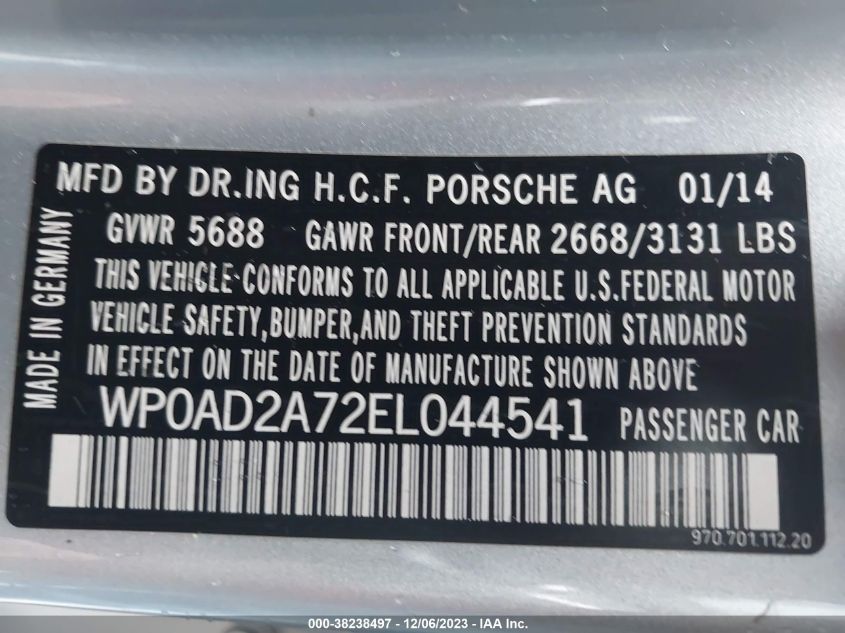 MFD BY DR.ING H.C.F. PORSCHE AG 01/14
GVWR 5688 GAWR FRONT/REAR 2668/3131 LBS
THIS VEHICLE CONFORMS TO ALL APPLICABLE U.S.FEDERAL MOTOR
VEHICLE SAFETY,BUMPER,AND THEFT PREVENTION STANDARDS
IN EFFECT ON THE DATE OF MANUFACTURE SHOWN ABOVE
WP0AD2A72EL044541 PASSENGER CAR
MADE IN GERMANY
970.701.112.20
000-38238497 - 12/06/2023 - IAA Inc.